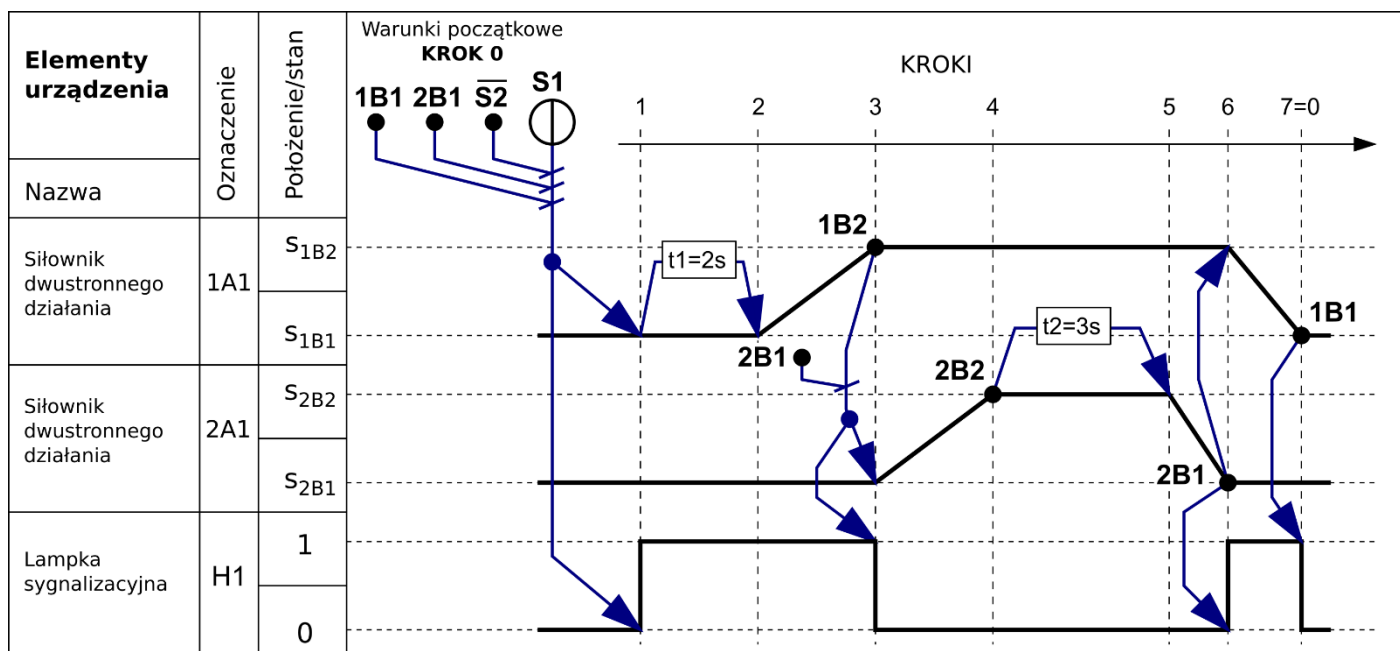 Elementy
urządzenia
Nazwa
Oznaczenie
Położenie/stan
Warunki początkowe
KROK 0
1B1 2B1 S̅2̅ S1
KROKI
1 2 3 4 5 6 7=0
Siłownik
dwustronnego
działania
1A1
S1B2
S1B1
t1=2s
1B2
1B1
Siłownik
dwustronnego
działania
2A1
S2B2
S2B1
2B1
2B2
t2=3s
2B1
Lampka
sygnalizacyjna
H1
1
0